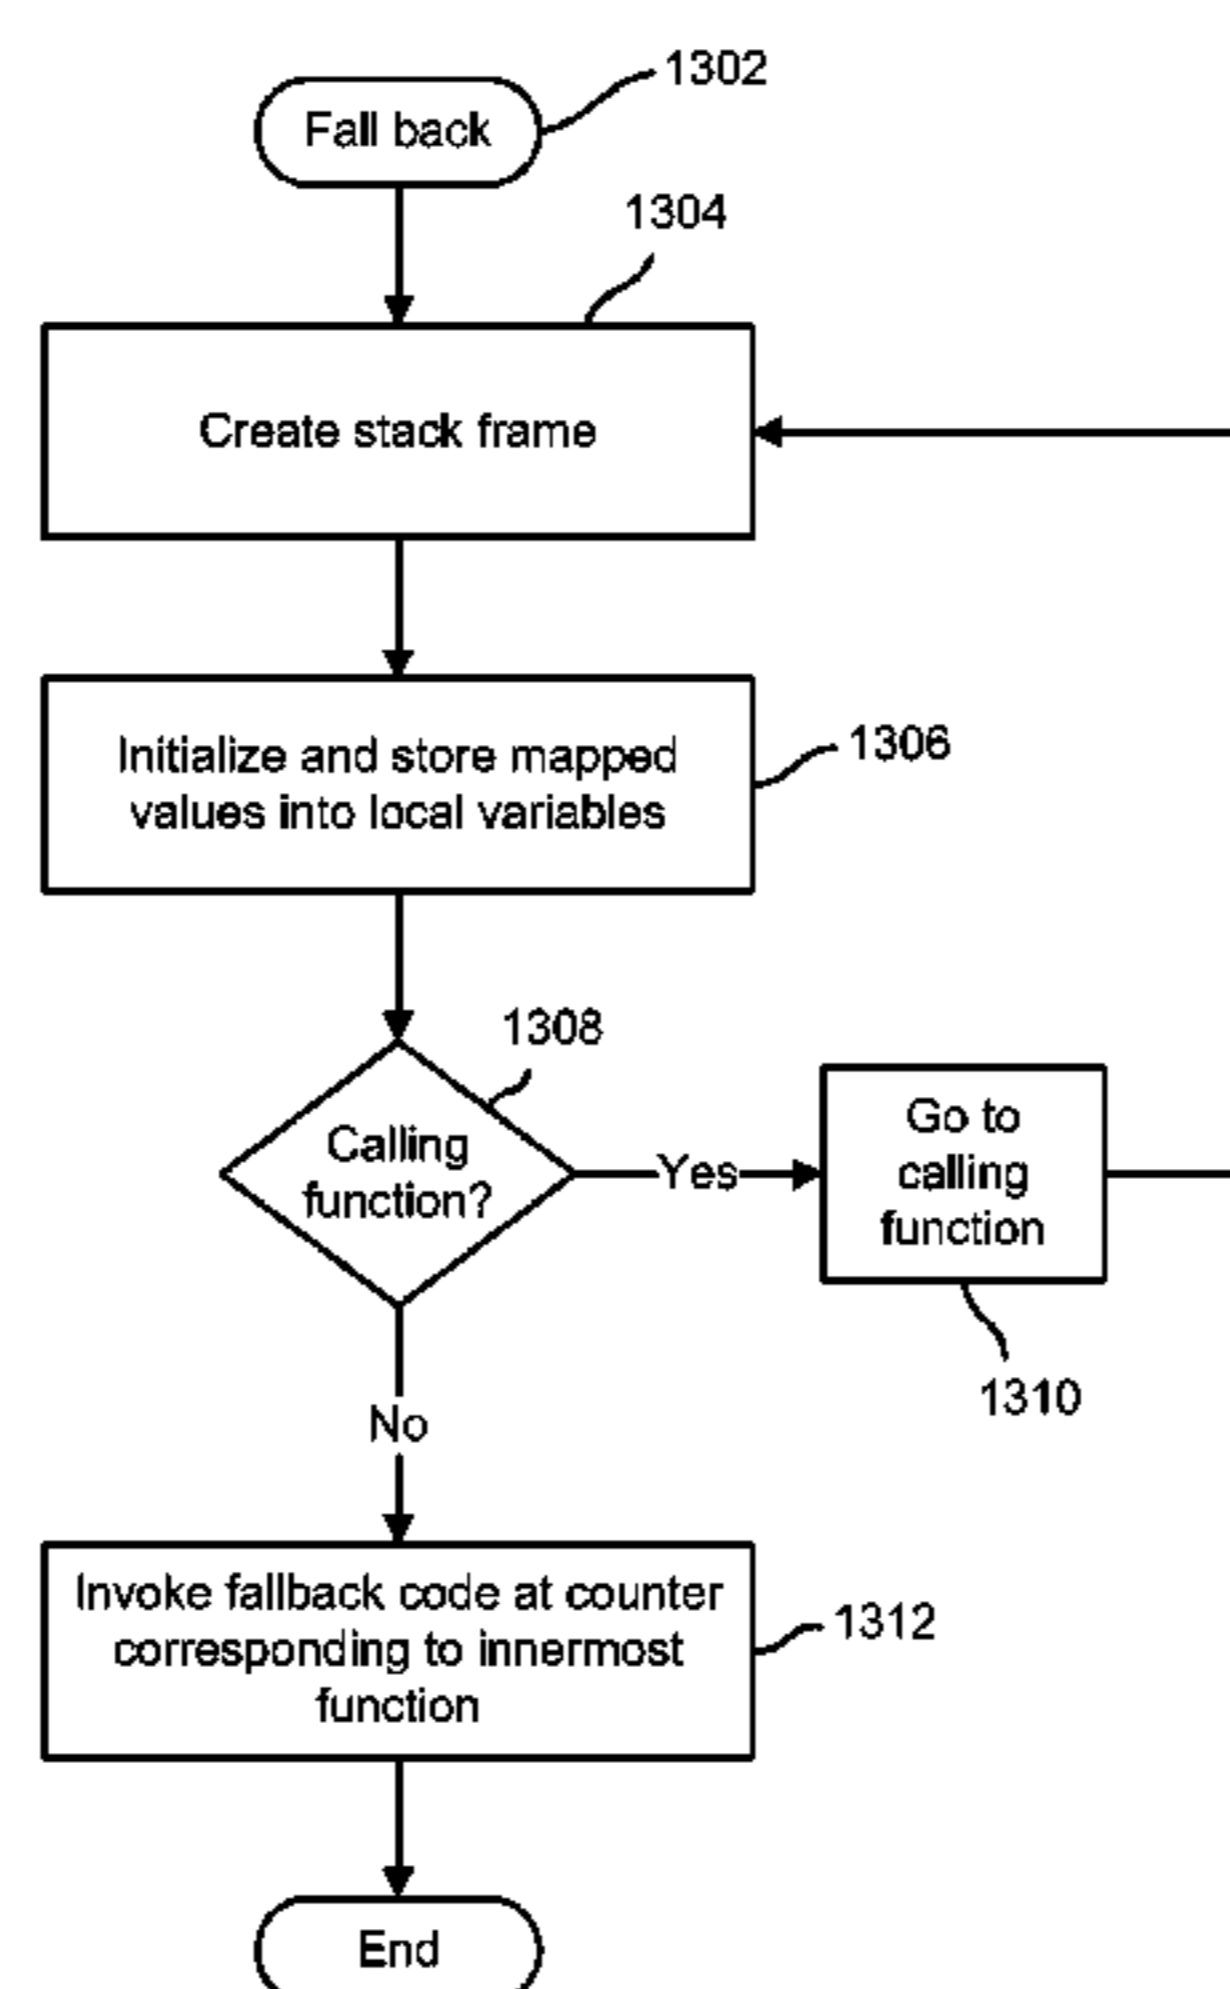 1302
Fall back
1304
Create stack frame
Initialize and store mapped
values into local variables
1306
1308
Calling
function?
Yes
Go to
calling
function
1310
No
Invoke fallback code at counter
corresponding to innermost
function
1312
End